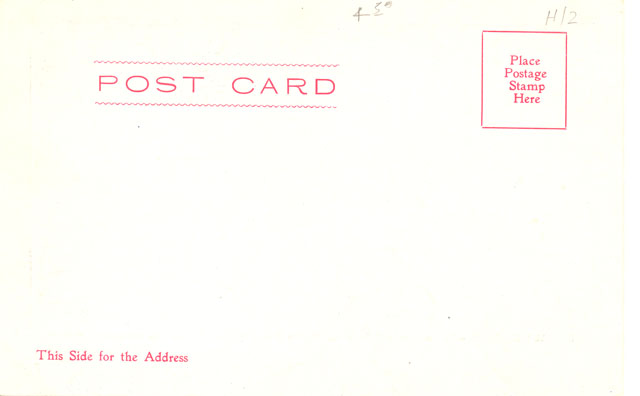 H/2
POST CARD
Place
Postage
Stamp
Here
This Side for the Address